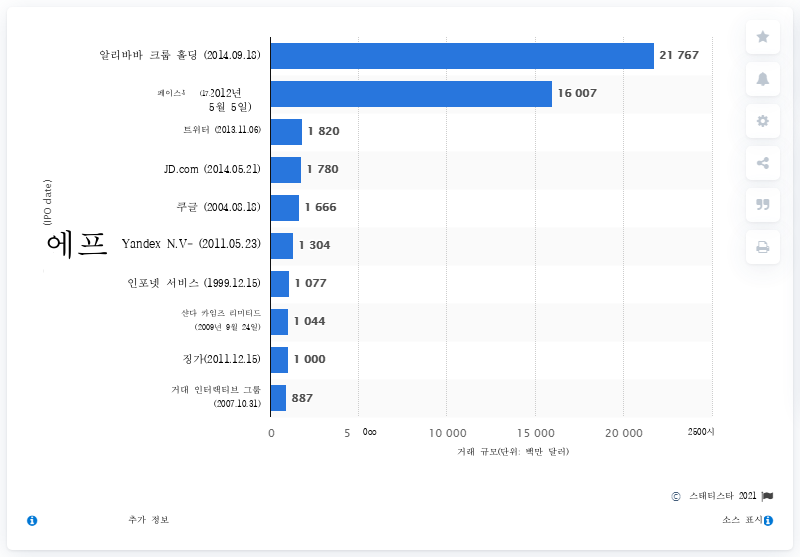 알리바바 크룹 홀딩 (2014.09.18)
21 767
페이스
2012년
5월 5일)
16 007
트위터 (2013.11.06)
1 820
JD.com (2014.05.21)
1 780
쿠글 (2004.08.18)
1 666
(IPO date)
에프
Yandex N.V- (2011.05.23)
1 304
인포넷 서비스 (1999.12.15)
1 077
샨다 카임즈 리미티드
(2009년 9월 24일)
1 044
징가(2011.12.15)
1 000
거대 인터랙티브 그룹
(2007.10.31)
887
0
5
10 000
15 000
20 000
2500시
거래 규모(단위: 백만 달러)
© 스태티스타 2021
추가 정보
소스 표시